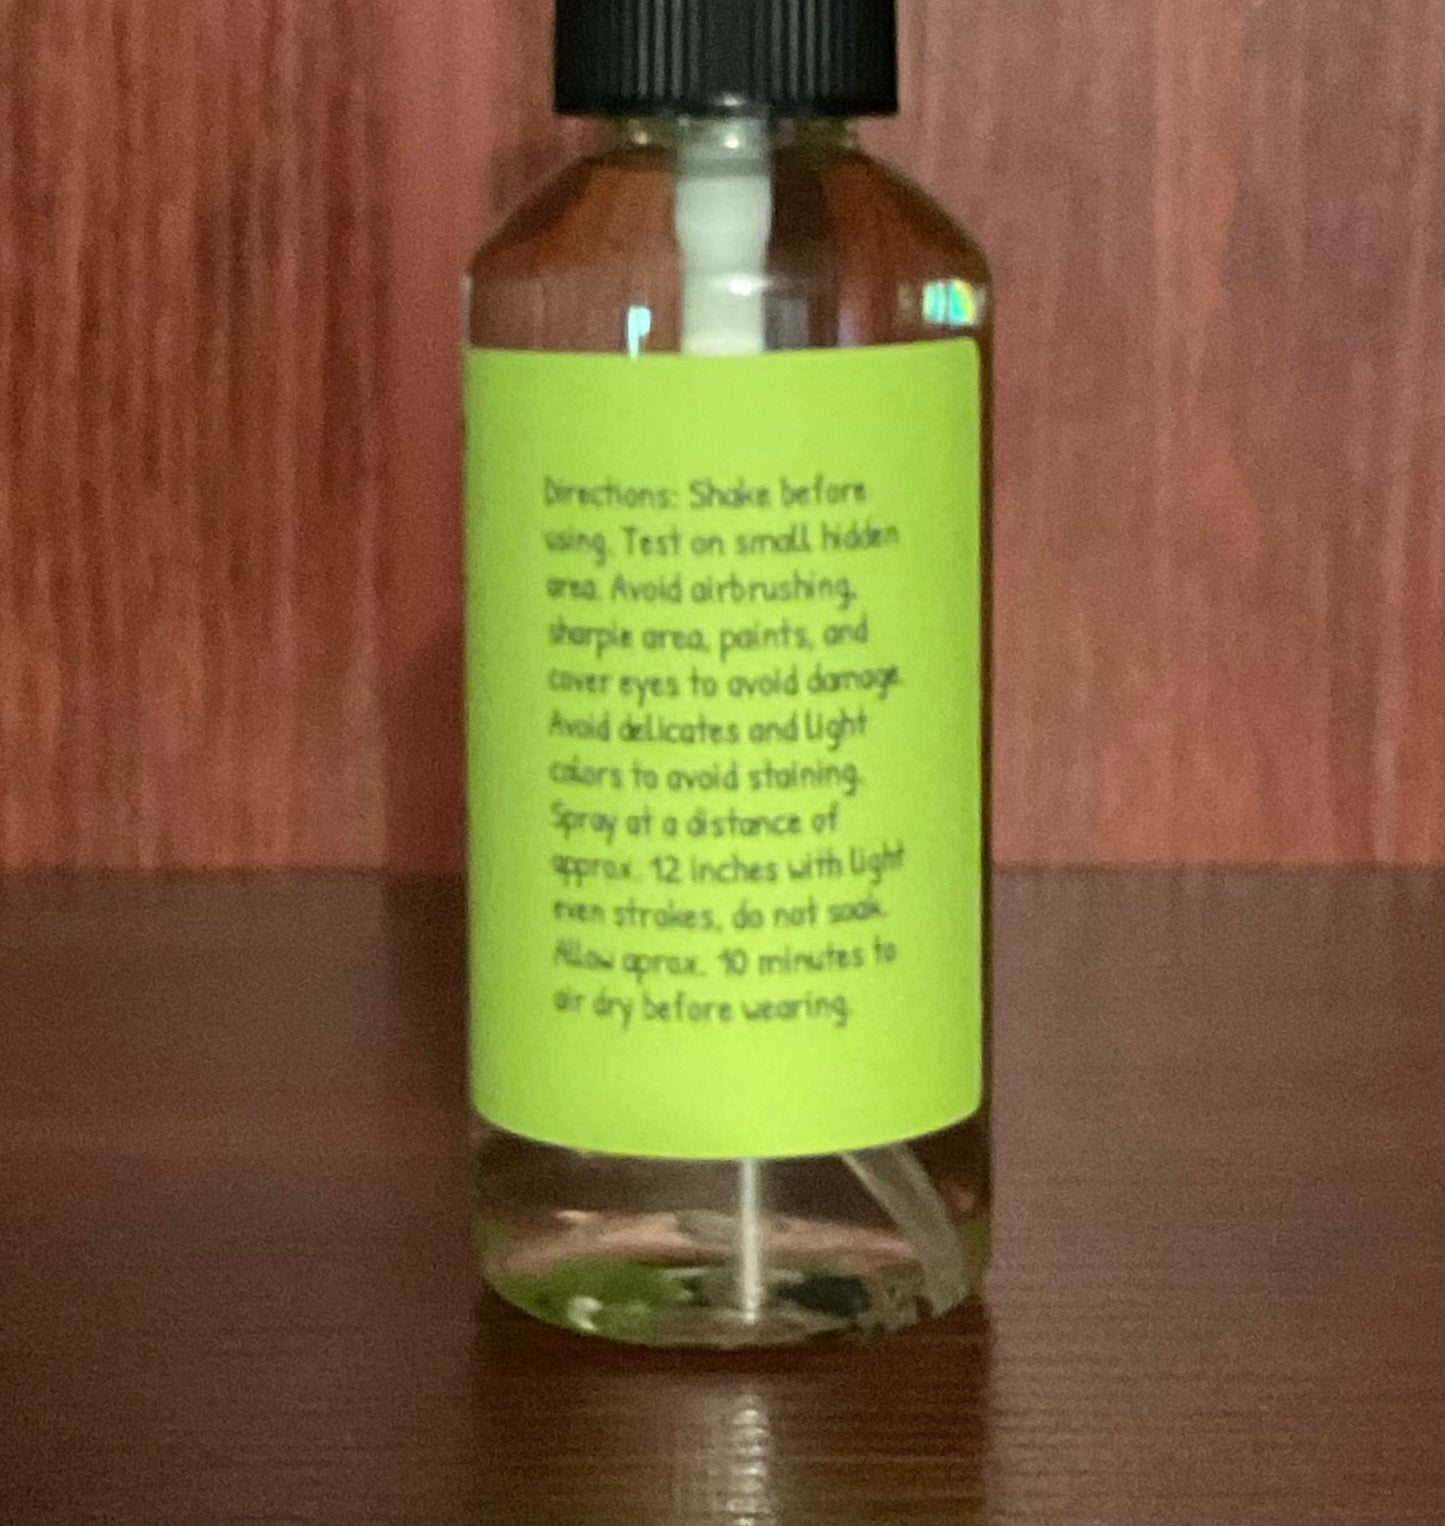 Directions: Shake before
using. Test on small hidden
area. Avoid airbrushing,
sharpie area, paints, and
cover eyes to avoid damage.
Avoid delicates and light
colors to avoid staining.
Spray at a distance of
approx. 12 inches with light
even strokes, do not soak.
Allow aprox. 10 minutes to
air dry before wearing.